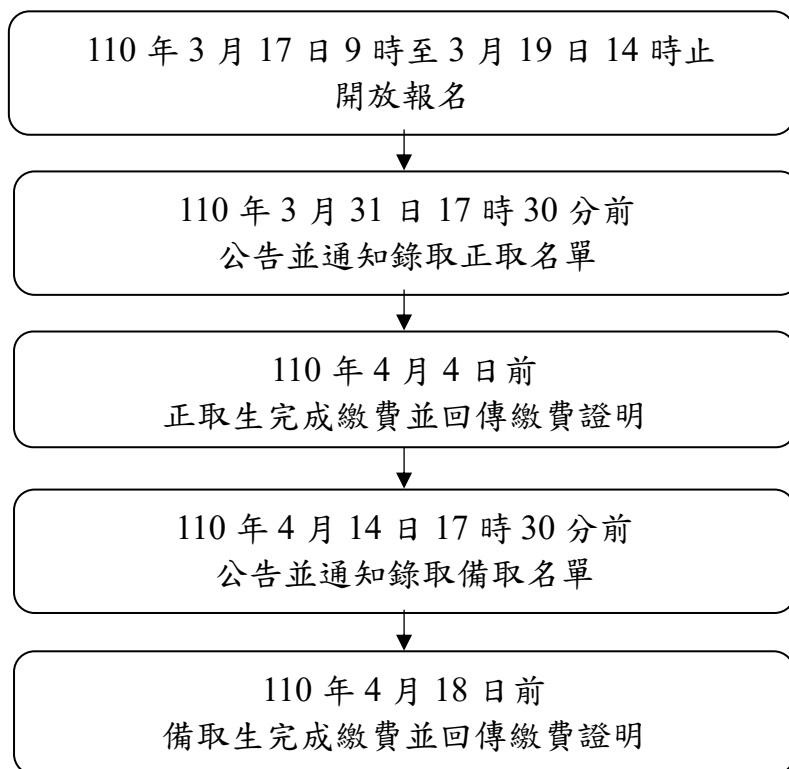 110 年 3 月 17 日 9 時至 3 月 19 日 14 時止
開放報名
110 年 3 月 31 日 17 時 30 分前
公告並通知錄取正取名單
110 年 4 月 4 日前
正取生完成繳費並回傳繳費證明
110 年 4 月 14 日 17 時 30 分前
公告並通知錄取備取名單
110 年 4 月 18 日前
備取生完成繳費並回傳繳費證明